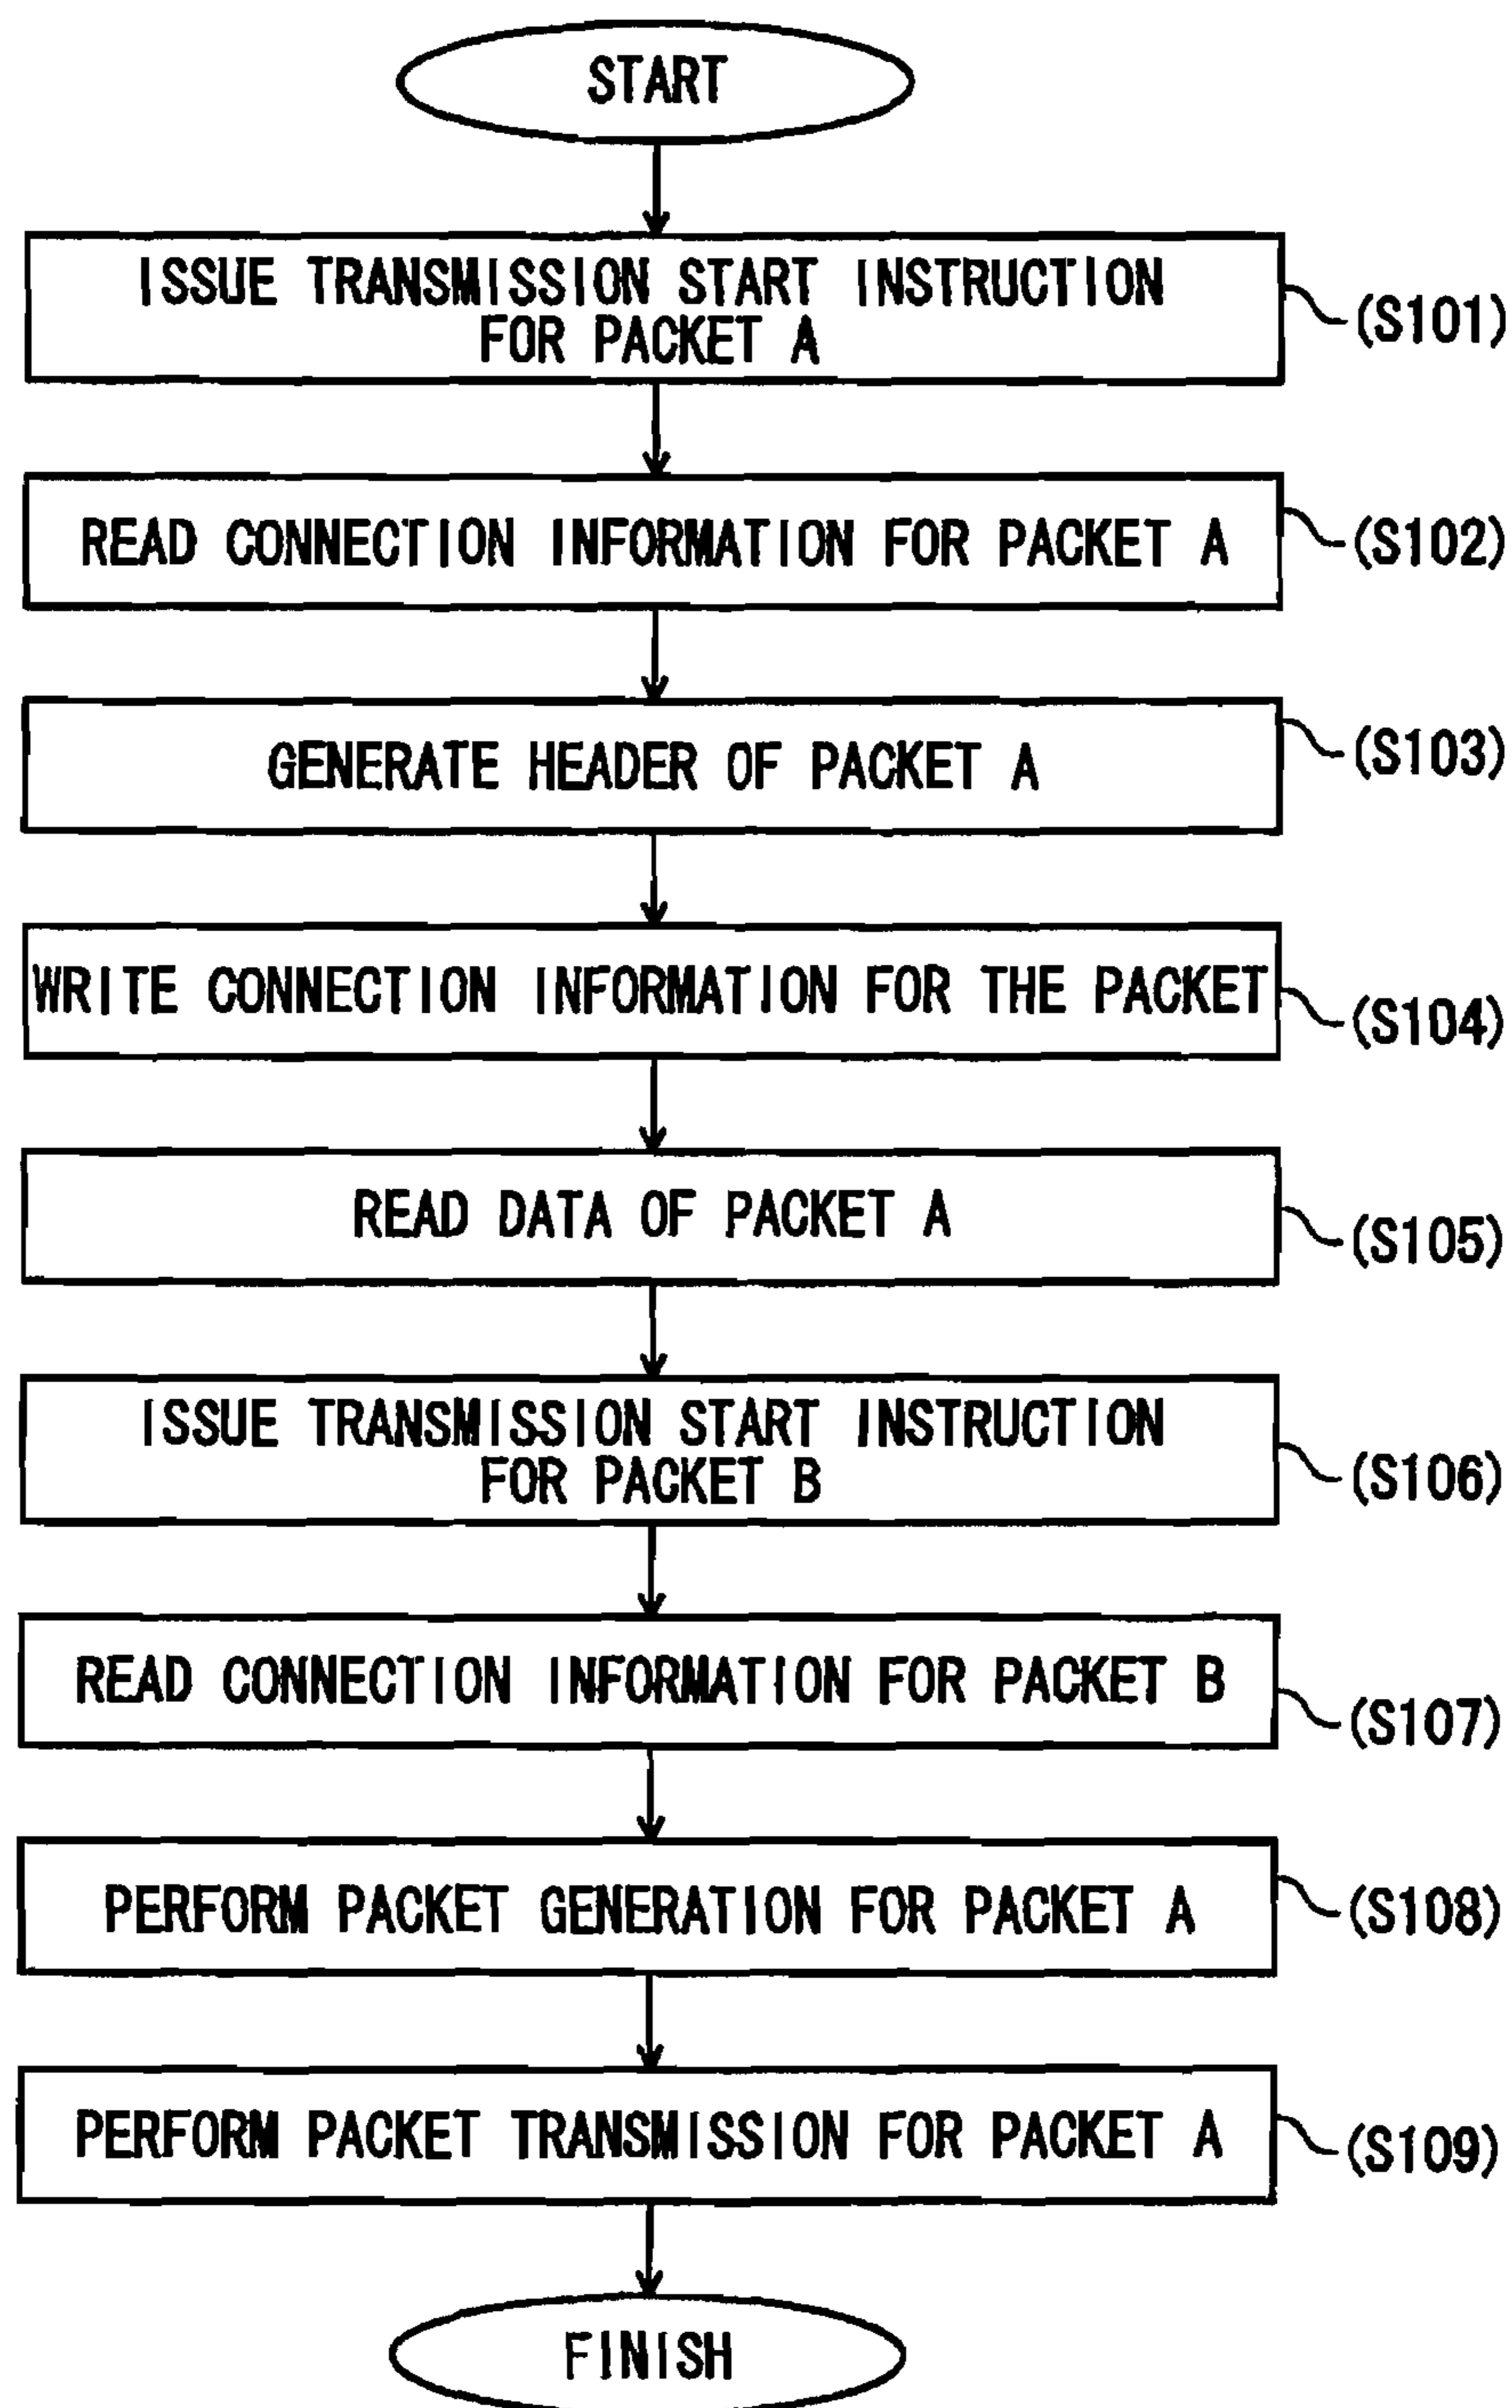 START
ISSUE TRANSMISSION START INSTRUCTION
FOR PACKET A
(S101)
READ CONNECTION INFORMATION FOR PACKET A
(S102)
GENERATE HEADER OF PACKET A
(S103)
WRITE CONNECTION INFORMATION FOR THE PACKET
(S104)
READ DATA OF PACKET A
(S105)
ISSUE TRANSMISSION START INSTRUCTION
FOR PACKET B
(S106)
READ CONNECTION INFORMATION FOR PACKET B
(S107)
PERFORM PACKET GENERATION FOR PACKET A
(S108)
PERFORM PACKET TRANSMISSION FOR PACKET A
(S109)
FINISH